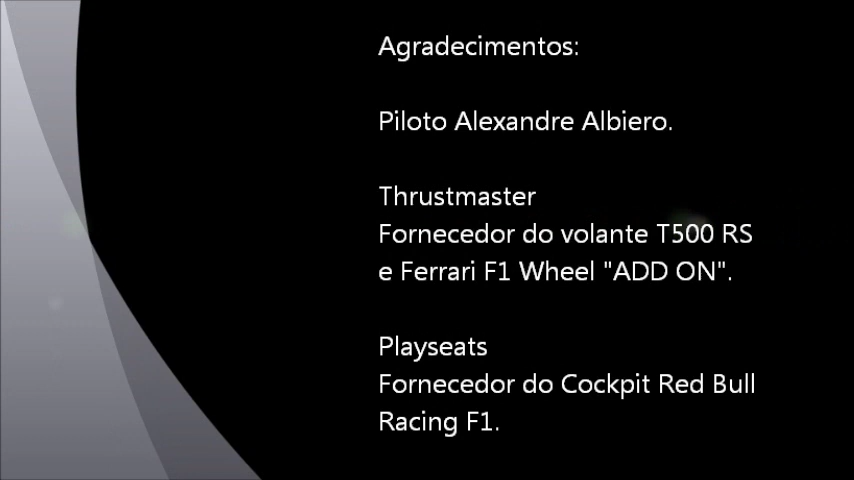 Agradecimentos:
Piloto Alexandre Albiero.
Thrustmaster
Fornecedor do volante T500 RS
e Ferrari F1 Wheel "ADD ON".
Playseats
Fornecedor do Cockpit Red Bull
Racing F1.